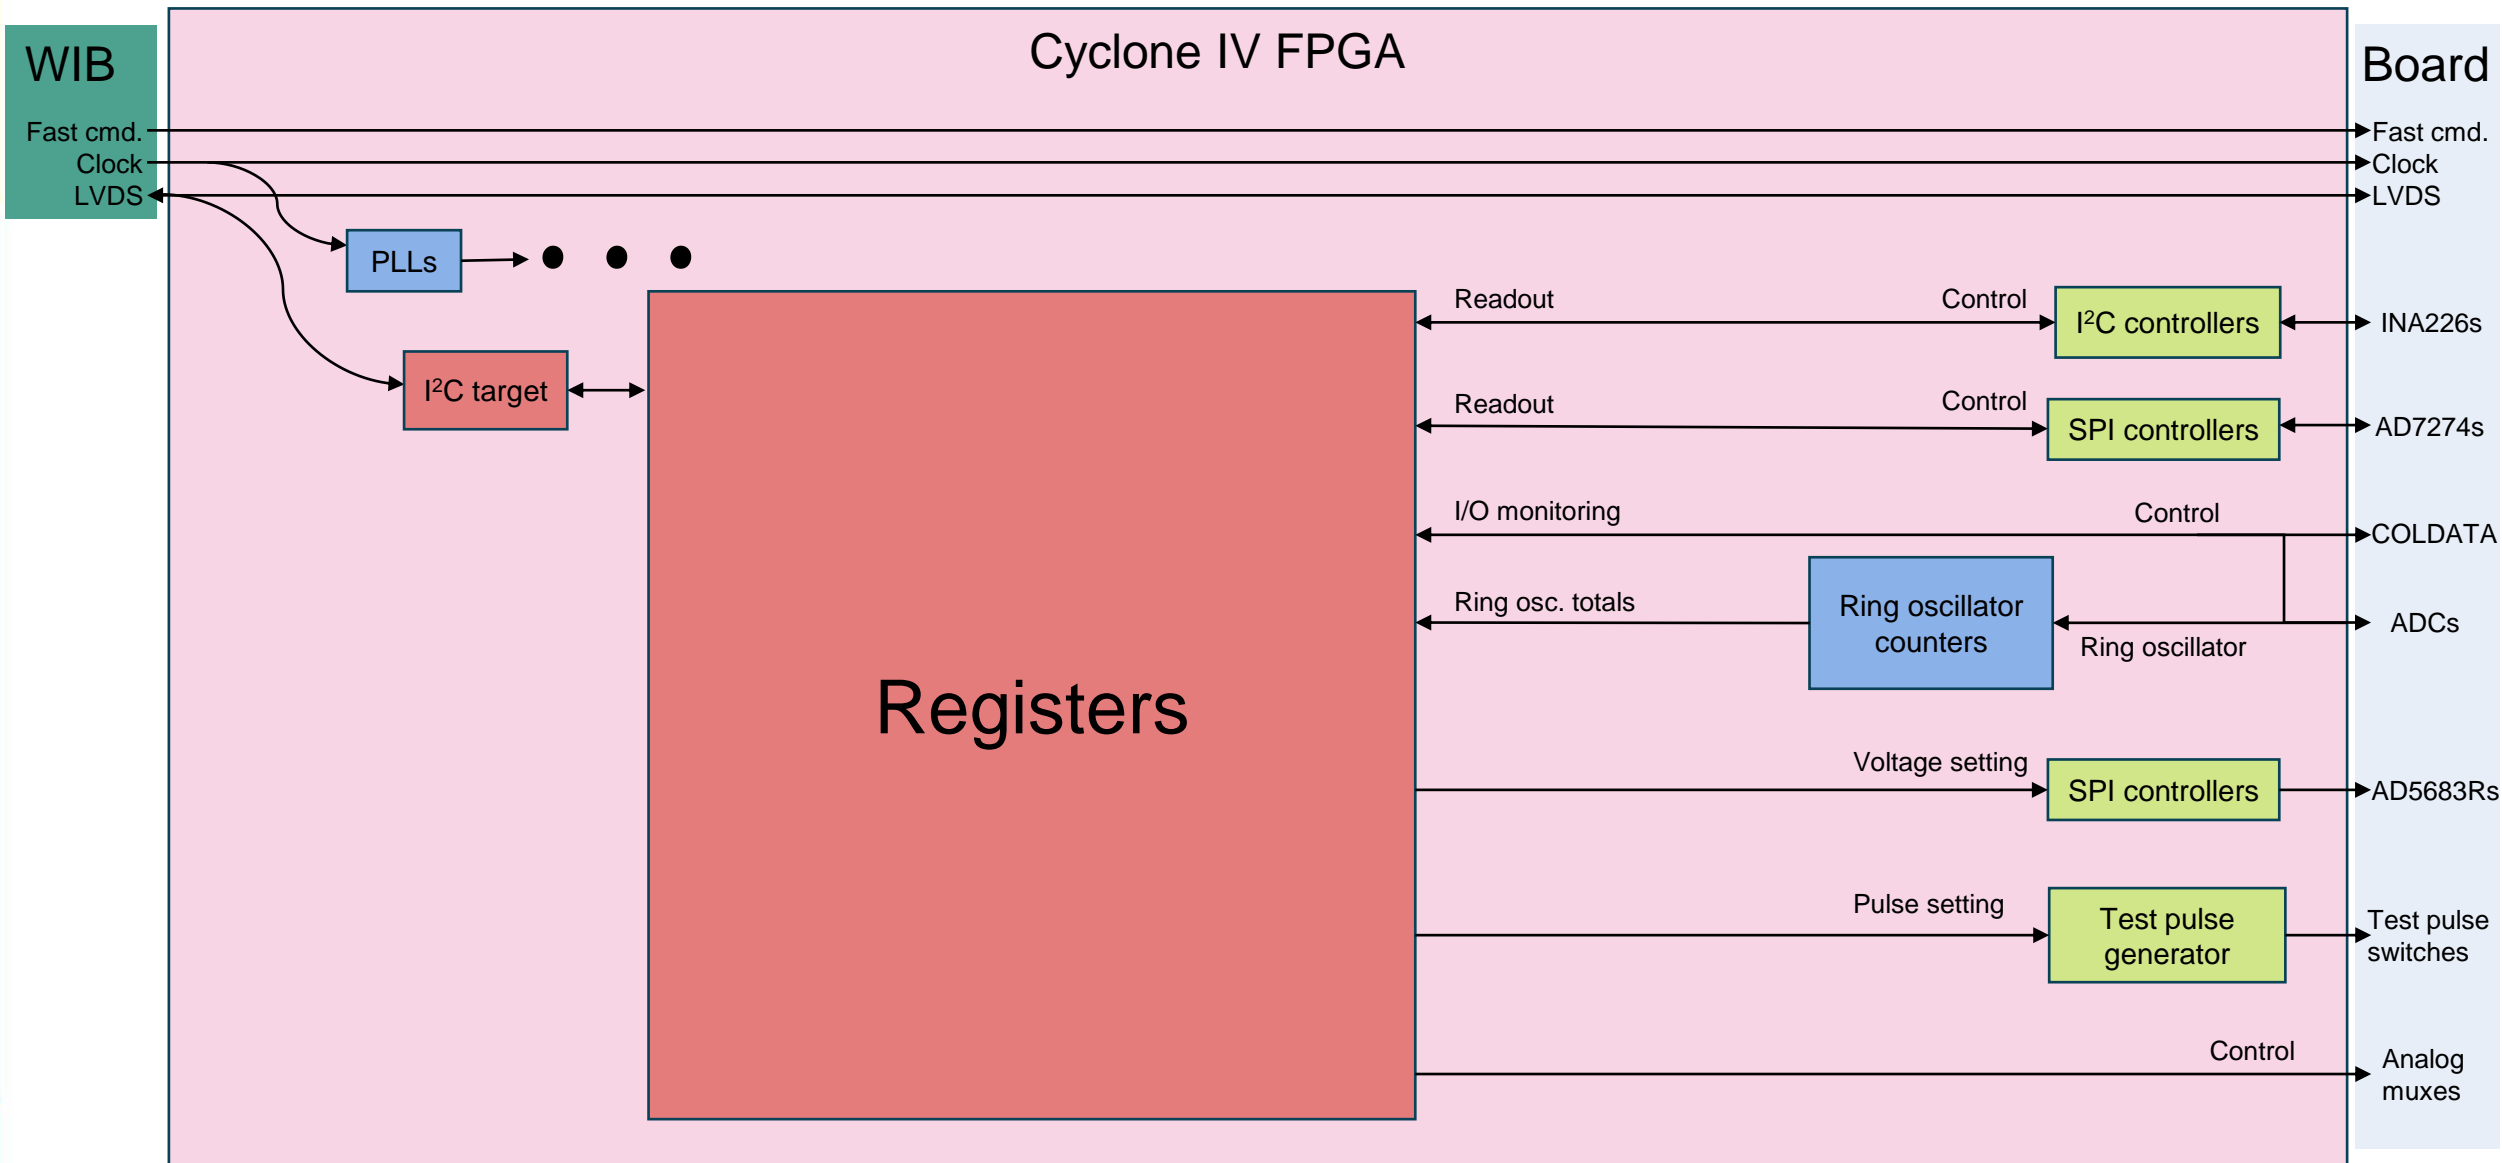 WIB
Cyclone IV FPGA
Board
Fast cmd.
Fast cmd.
Clock
Clock
LVDS
LVDS
PLLs
Readout
Control
I²C controllers
INA226s
I²C target
Readout
Control
SPI controllers
AD7274s
I/O monitoring
Control
COLDATA
Ring osc. totals
Ring oscillator
counters
Ring oscillator
ADCs
Registers
Voltage setting
SPI controllers
AD5683Rs
Pulse setting
Test pulse
generator
Test pulse
switches
Control
Analog
muxes